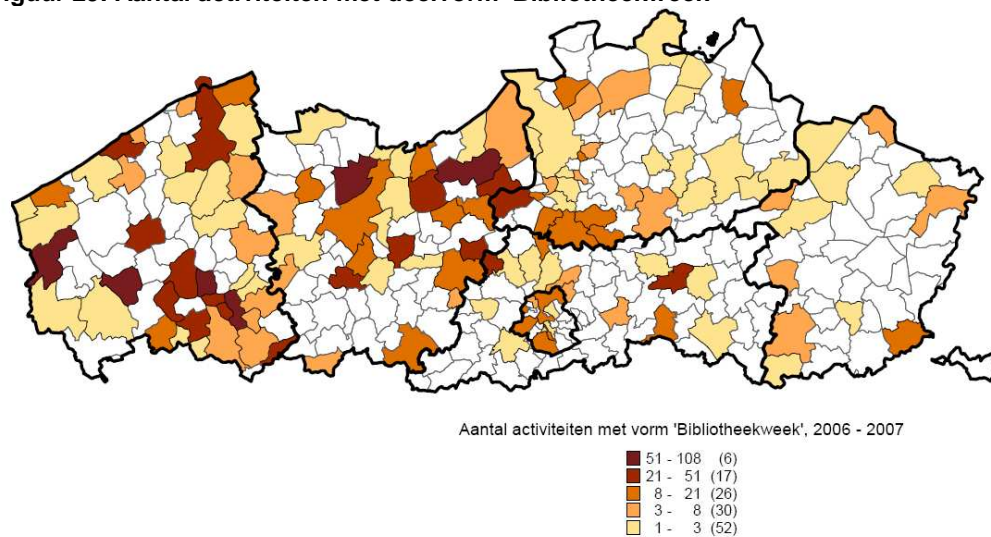 Aantal activiteiten met vorm 'Bibliotheekweek', 2006 - 2007
51 - 108 (6)
21 - 51 (17)
8 - 21 (26)
3 - 8 (30)
1 - 3 (52)